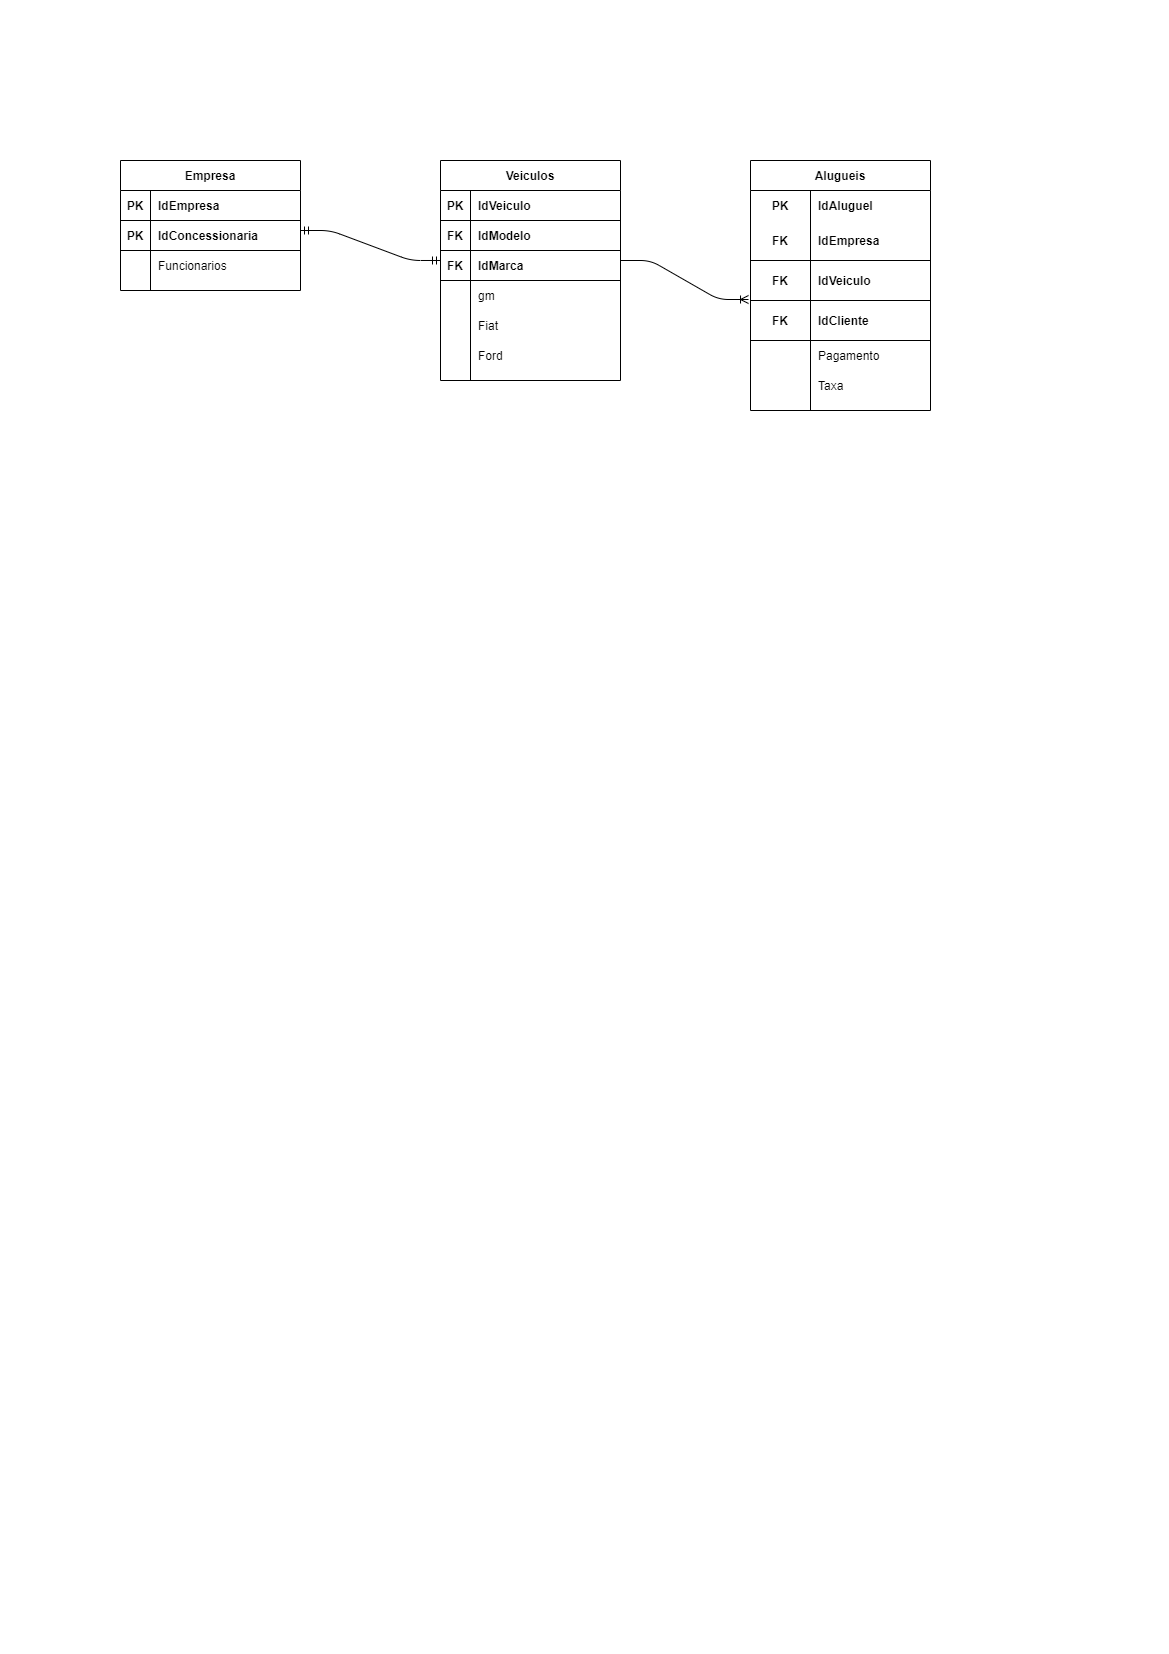 Empresa
PK IdEmpresa
PK IdConcessionaria
Funcionarios
Veiculos
PK IdVeiculo
FK IdModelo
FK IdMarca
gm
Fiat
Ford
Alugueis
PK IdAluguel
FK IdEmpresa
FK IdVeiculo
FK IdCliente
Pagamento
Taxa